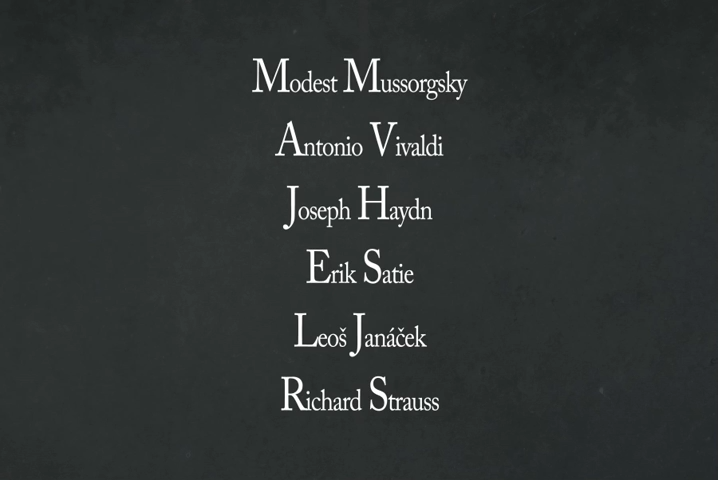 Modest Mussorgsky
Antonio Vivaldi
Joseph Haydn
Erik Satie
Leoš Janáček
Richard Strauss